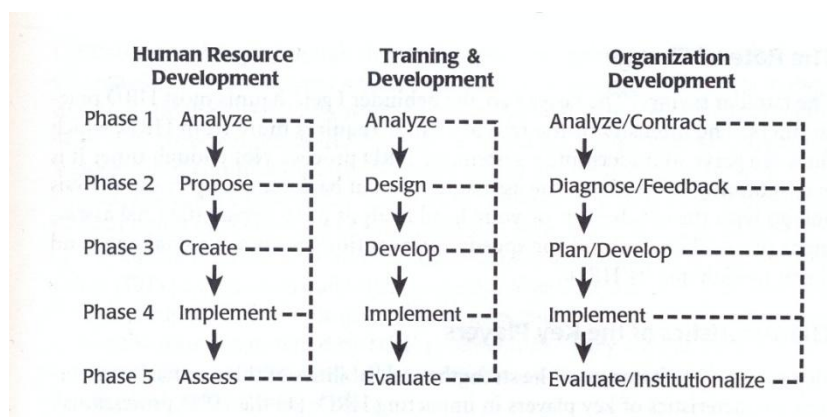 Human Resource Development
Training & Development
Organization Development
Phase 1 Analyze Analyze Analyze/Contract
Phase 2 Propose Design Diagnose/Feedback
Phase 3 Create Develop Plan/Develop
Phase 4 Implement Implement Implement
Phase 5 Assess Evaluate Evaluate/Institutionalize